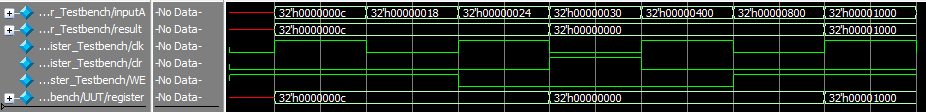 ...r_Testbench/inputA -No Data- 32'h0000000c 32'h00000018 32'h00000024 32'h00000030 32'h00000400 32'h00000800 32'h00001000
...r_Testbench/result -No Data- 32'h0000000c 32'h00000000 32'h00001000
...ister_Testbench/clk -No Data-
...ister_Testbench/clr -No Data-
...ster_Testbench/WE -No Data-
...bench/UUT/register -No Data- 32'h0000000c 32'h00000000 32'h00001000